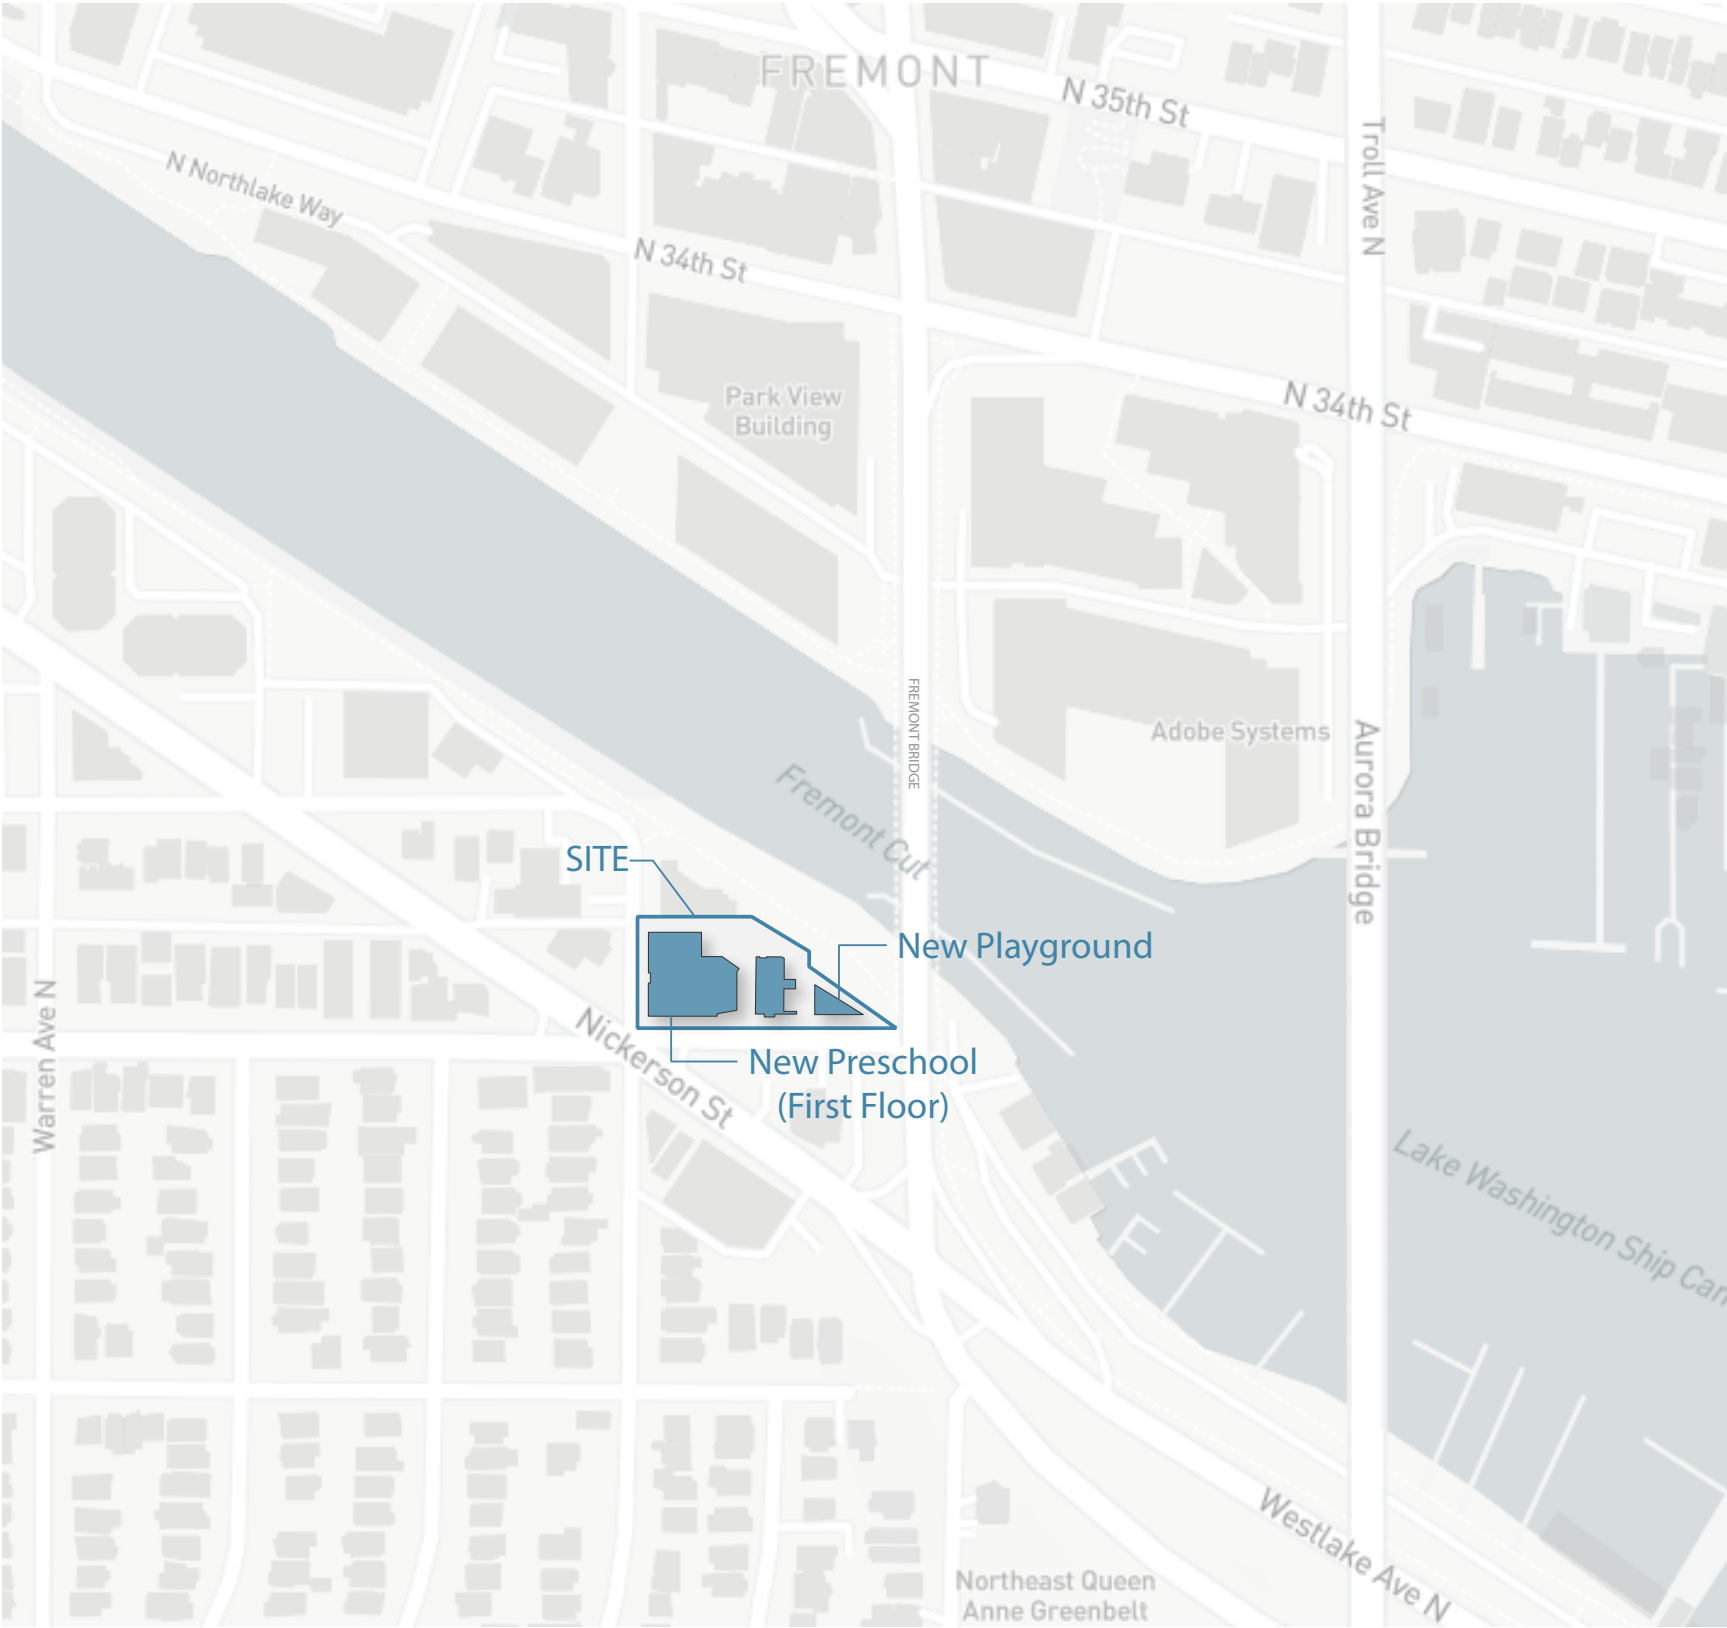 FREMONT
N 35th St
Troll Ave N
N Northlake Way
N 34th St
Park View
Building
N 34th St
FREMONT BRIDGE
Adobe Systems
Aurora Bridge
Fremont Cut
SITE
New Playground
Warren Ave N
Nickerson St
New Preschool
(First Floor)
Lake Washington Ship Can
Westlake Ave N
Northeast Queen
Anne Greenbelt